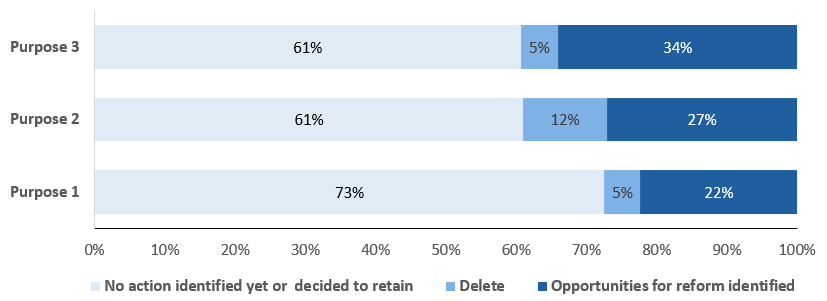 Purpose 3 61% 5% 34%
Purpose 2 61% 12% 27%
Purpose 1 73% 5% 22%
0% 10% 20% 30% 40% 50% 60% 70% 80% 90% 100%
No action identified yet or decided to retain Delete Opportunities for reform identified